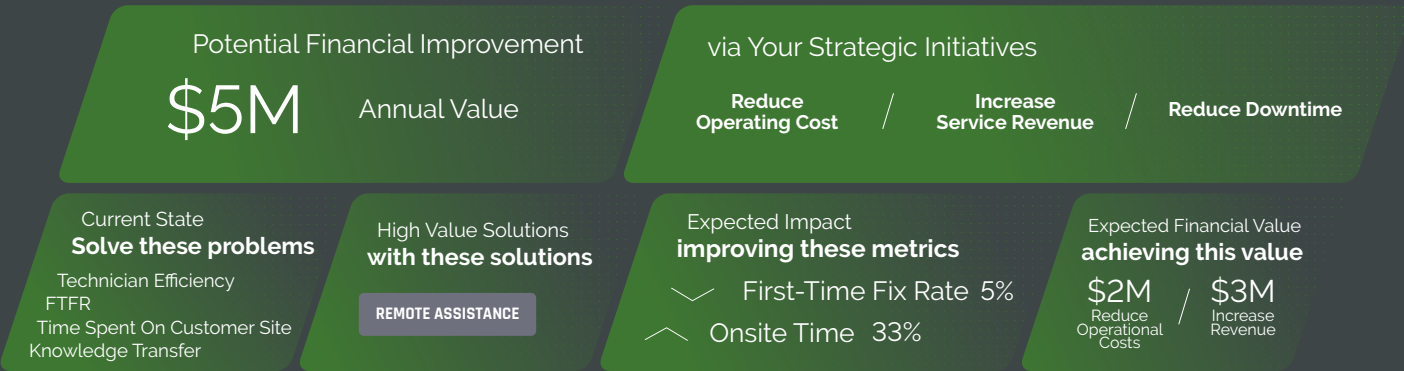 Potential Financial Improvement
$5M Annual Value
via Your Strategic Initiatives
Reduce
Operating Cost
Increase
Service Revenue
Reduce Downtime
Current State
Solve these problems
Technician Efficiency
FTFR
Time Spent On Customer Site
Knowledge Transfer
High Value Solutions
with these solutions
REMOTE ASSISTANCE
Expected Impact
improving these metrics
First-Time Fix Rate 5%
Onsite Time 33%
Expected Financial Value
achieving this value
$2M
Reduce
Operational
Costs
$3M
Increase
Revenue